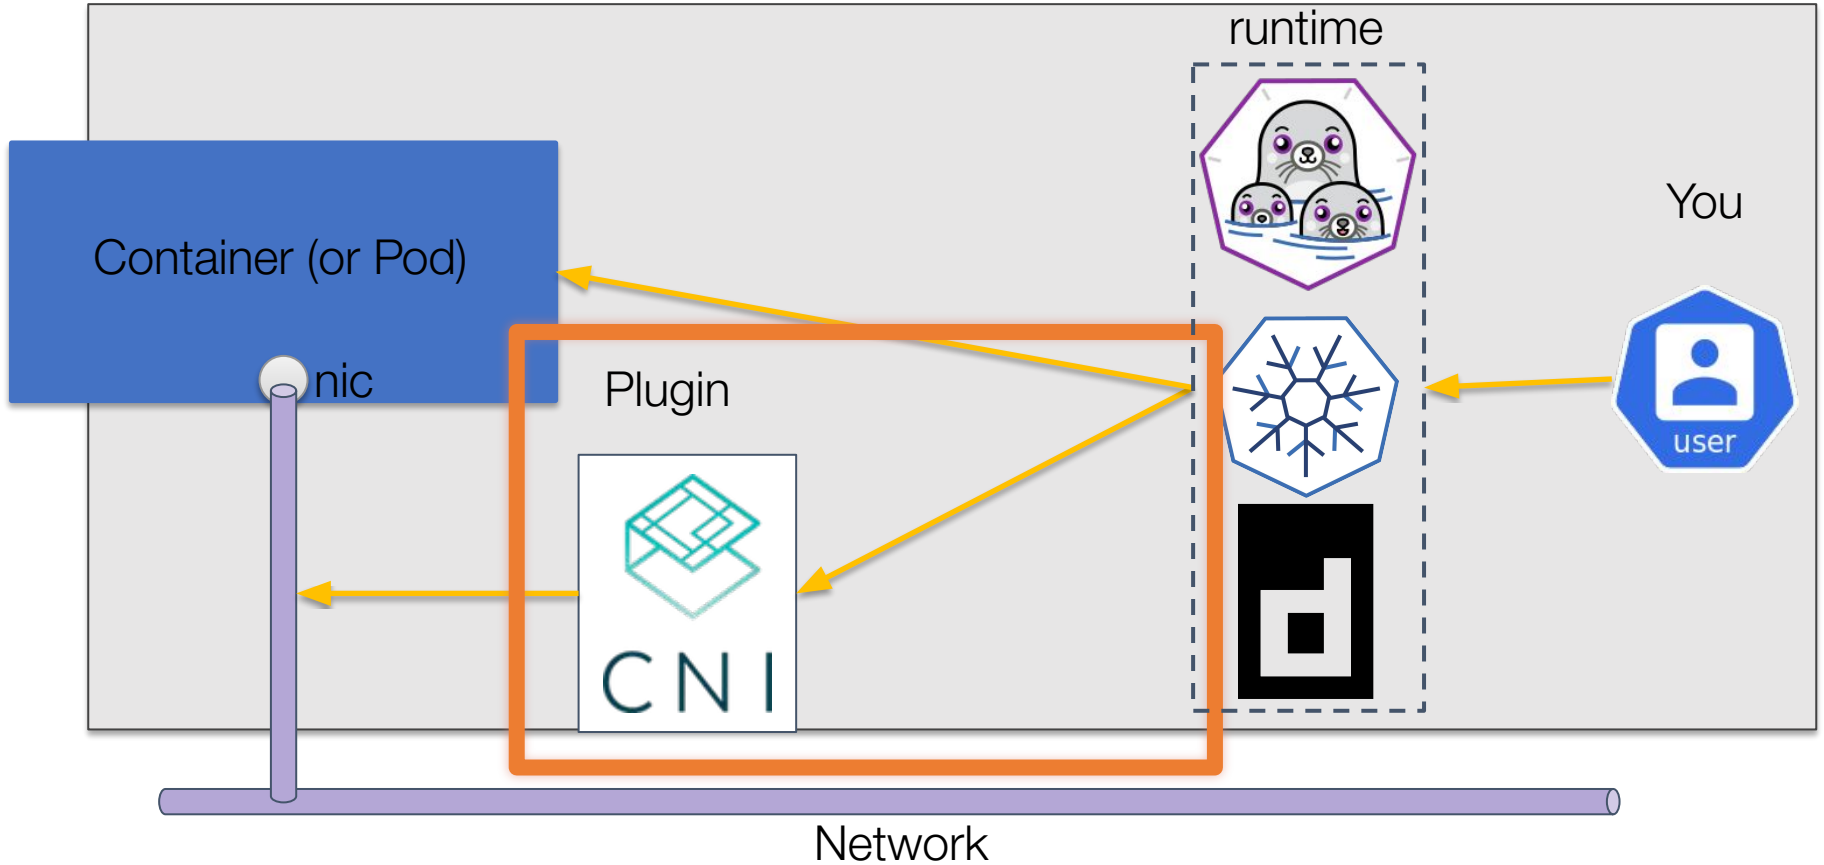 runtime
You
Container (or Pod)
nic
Plugin
user
CNI
d
Network